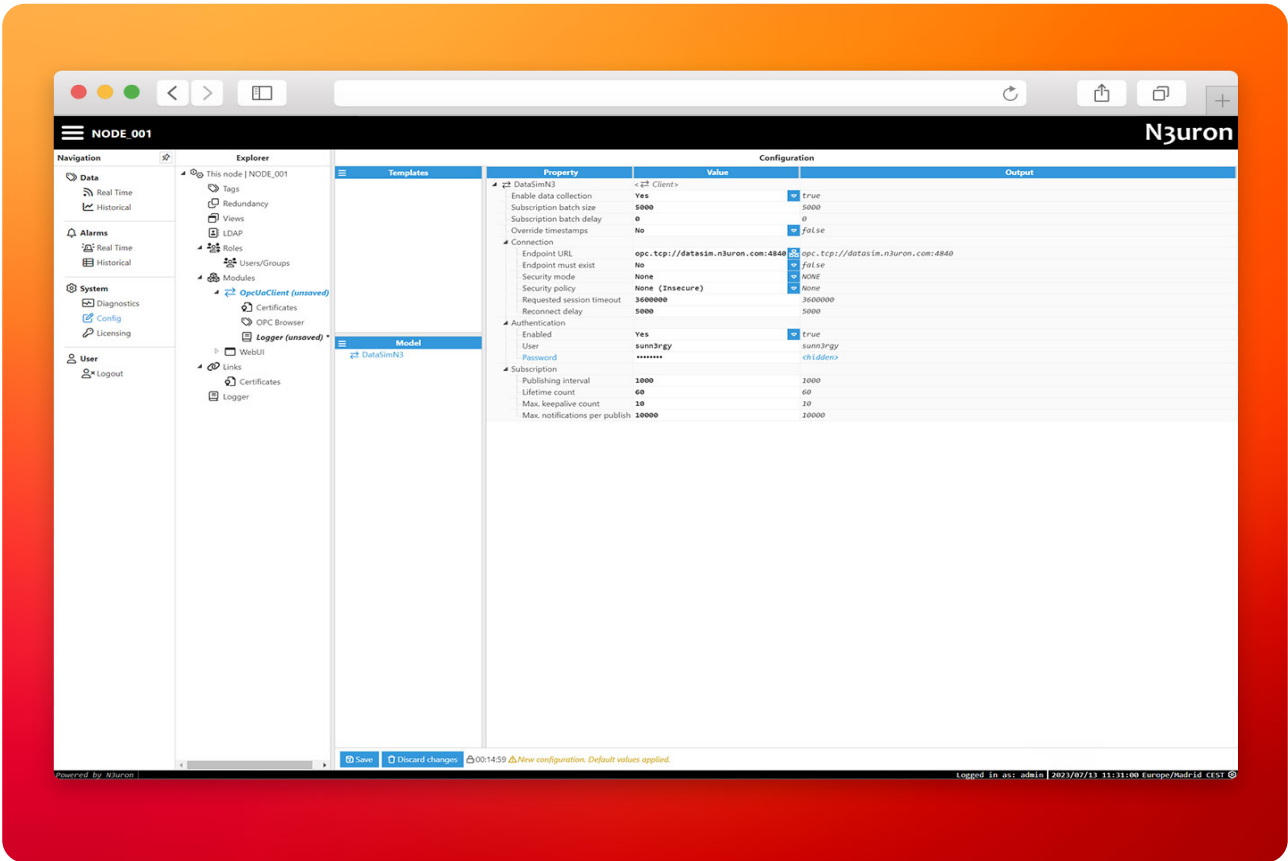 NODE_001
N3uron
Navigation
Explorer
Configuration
Data
Real Time
Historical
Alarms
Real Time
Historical
System
Diagnostics
Config
Licensing
User
Logout
This node | NODE_001
Tags
Redundancy
Views
LDAP
Roles
Users/Groups
Modules
OpcUaClient (unsaved)
Certificates
OPC Browser
Logger (unsaved) *
WebUI
Links
Certificates
Logger
Templates
Model
DataSimN3
Property Value Output
DataSimN3 <Client>
Enable data collection Yes true
Subscription batch size 5000 5000
Subscription batch delay 0 0
Override timestamps No false
Connection
Endpoint URL opc.tcp://datasim.n3uron.com:4840 opc.tcp://datasim.n3uron.com:4840
Endpoint must exist No false
Security mode None NONE
Security policy None (Insecure) None
Requested session timeout 3600000 3600000
Reconnect delay 5000 5000
Authentication
Enabled Yes true
User sunn3rgy sunn3rgy
Password •••••••• <hidden>
Subscription
Publishing interval 1000 1000
Lifetime count 60 60
Max. keepalive count 10 10
Max. notifications per publish 10000 10000
Save Discard changes 00:14:59 New configuration. Default values applied.
Powered by N3uron
Logged in as: admin | 2023/07/13 11:31:00 Europe/Madrid CEST